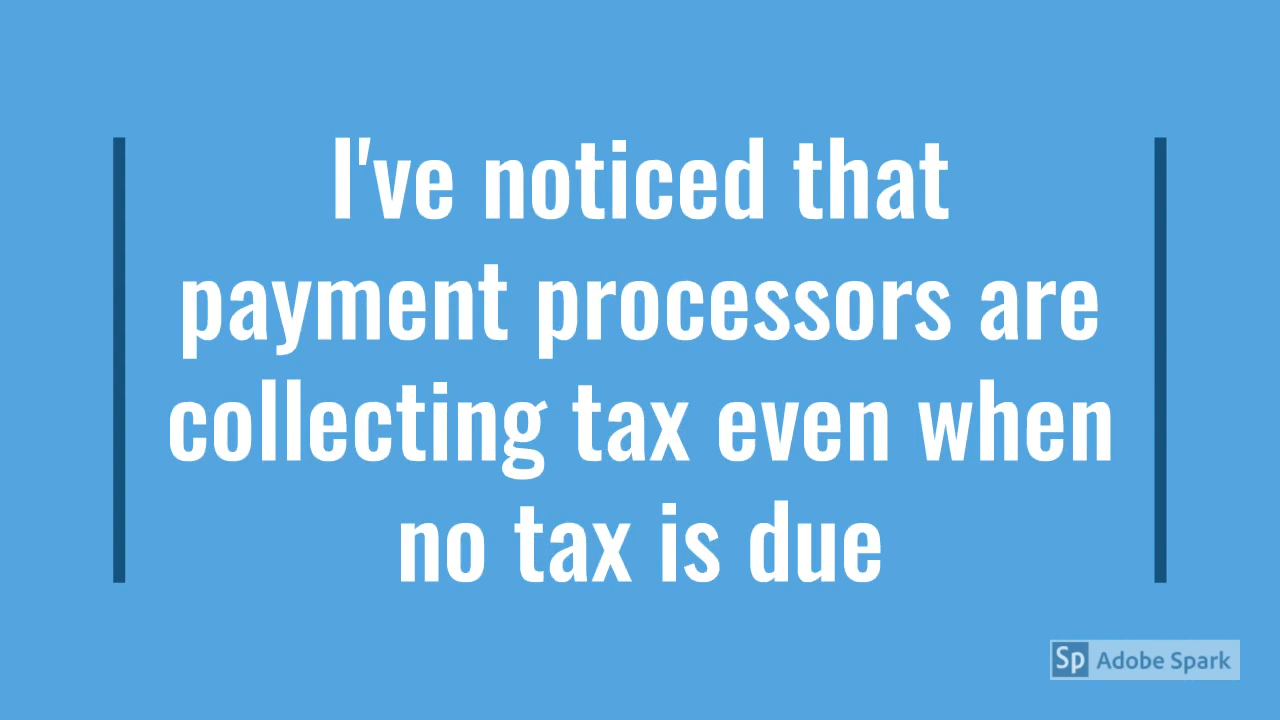 I've noticed that
payment processors are
collecting tax even when
no tax is due
Sp Adobe Spark